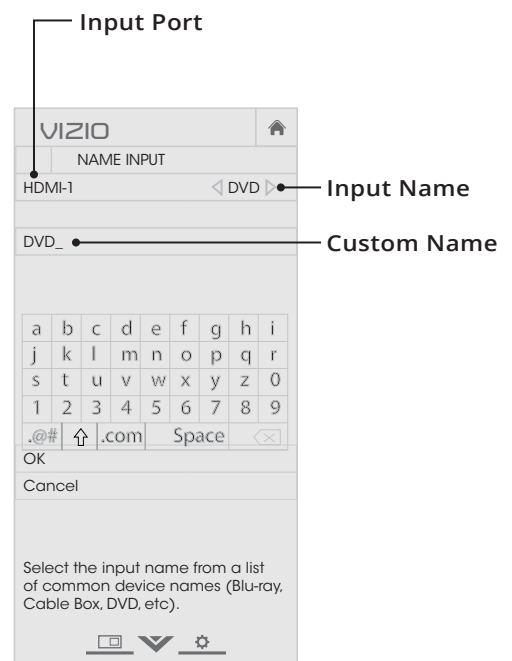 Input Port
VIZIO
NAME INPUT
HDMI-1 DVD Input Name
DVD_ Custom Name
a b c d e f g h i
j k l m n o p q r
s t u v w x y z 0
1 2 3 4 5 6 7 8 9
.@# .com Space
OK
Cancel
Select the input name from a list
of common device names (Blu-ray,
Cable Box, DVD, etc).